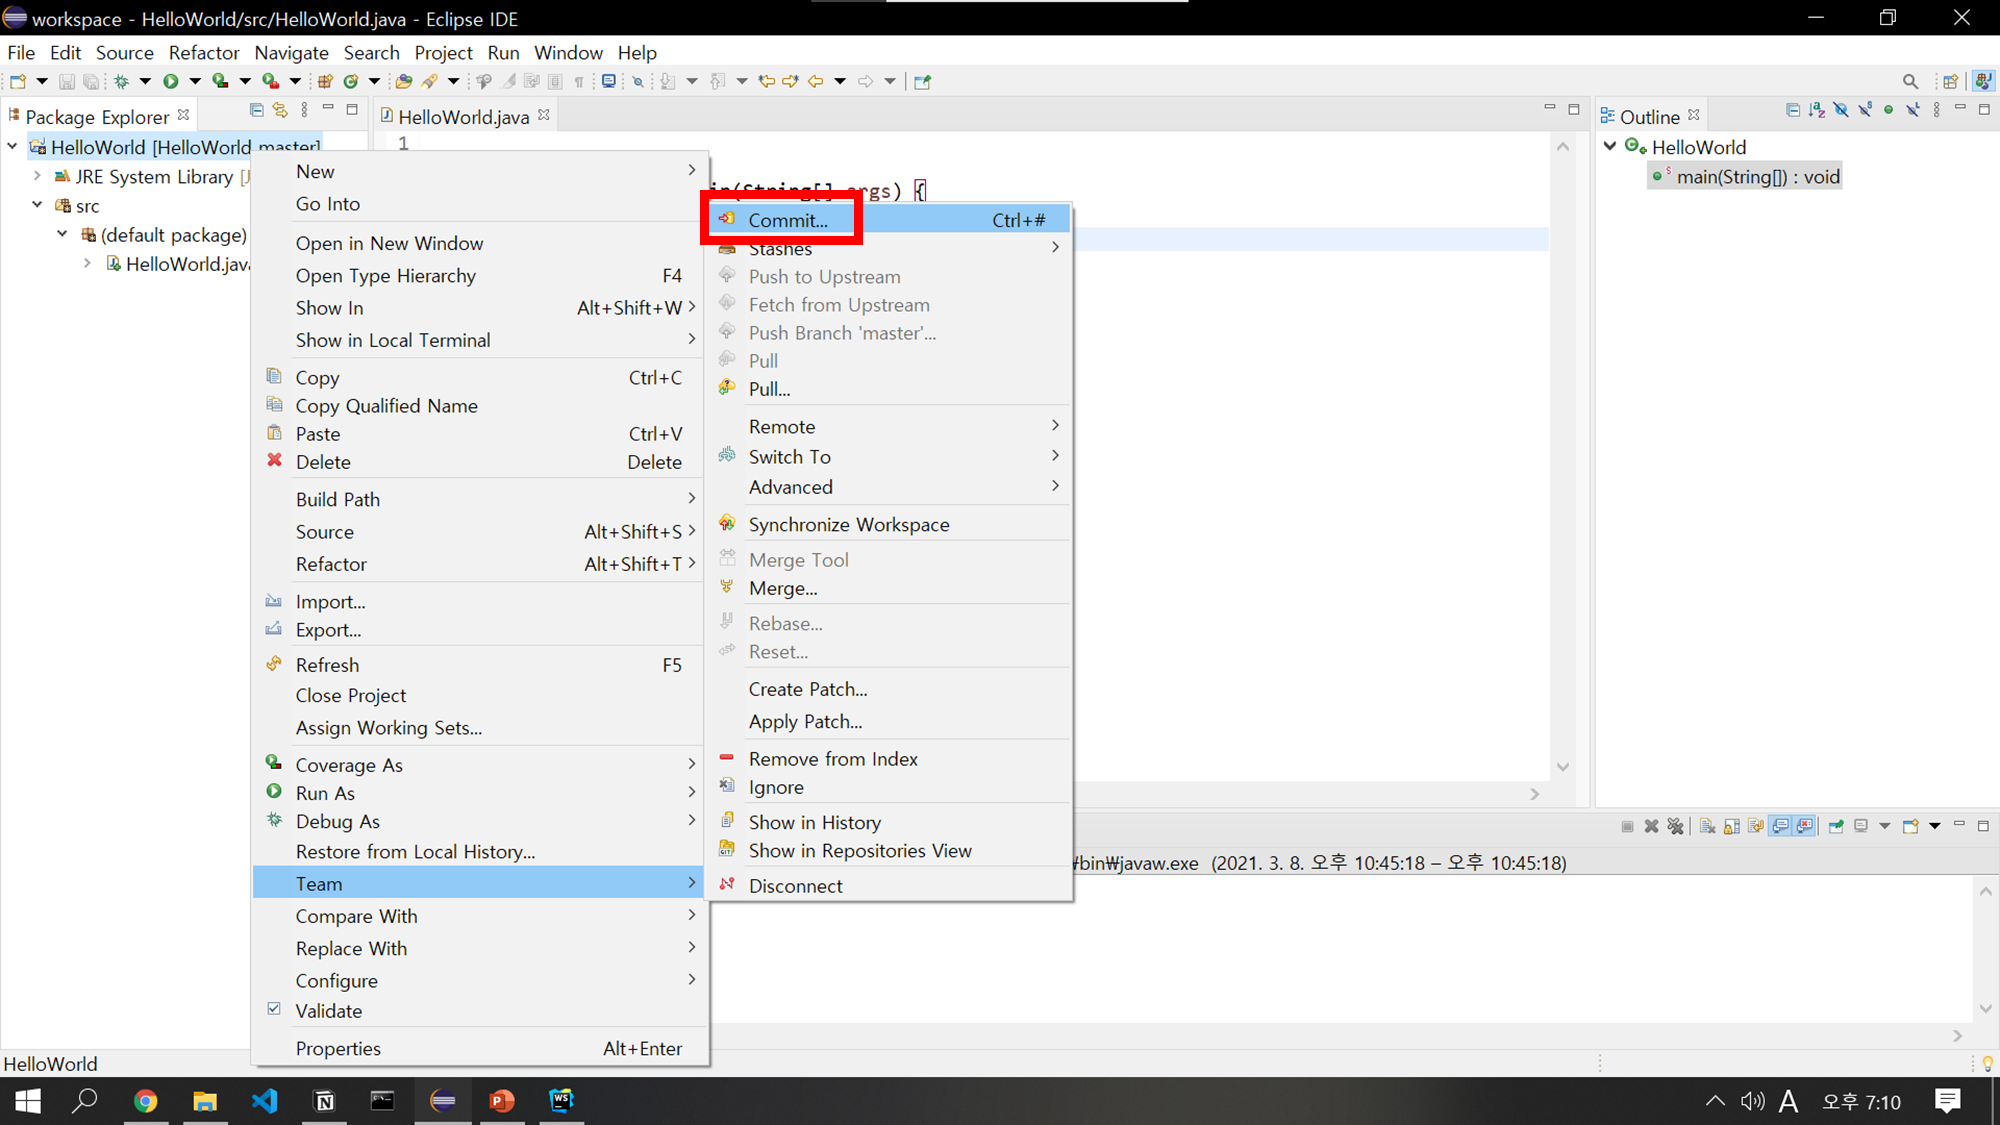 workspace - HelloWorld/src/HelloWorld.java - Eclipse IDE
File Edit Source Refactor Navigate Search Project Run Window Help
Package Explorer
HelloWorld [HelloWorld master]
JRE System Library [J
src
(default package)
HelloWorld.java
HelloWorld.java
1
in(String[] args) {
New
Go Into
Open in New Window
Open Type Hierarchy F4
Show In Alt+Shift+W
Show in Local Terminal
Copy Ctrl+C
Copy Qualified Name
Paste Ctrl+V
Delete Delete
Build Path
Source Alt+Shift+S
Refactor Alt+Shift+T
Import...
Export...
Refresh F5
Close Project
Assign Working Sets...
Coverage As
Run As
Debug As
Restore from Local History...
Team
Compare With
Replace With
Configure
Validate
Properties Alt+Enter
Commit... Ctrl+#
Stashes
Push to Upstream
Fetch from Upstream
Push Branch 'master'...
Pull
Pull...
Remote
Switch To
Advanced
Synchronize Workspace
Merge Tool
Merge...
Rebase...
Reset...
Create Patch...
Apply Patch...
Remove from Index
Ignore
Show in History
Show in Repositories View
Disconnect
Outline
HelloWorld
main(String[]) : void
₩bin₩javaw.exe (2021. 3. 8. 오후 10:45:18 – 오후 10:45:18)
HelloWorld
A 오후 7:10